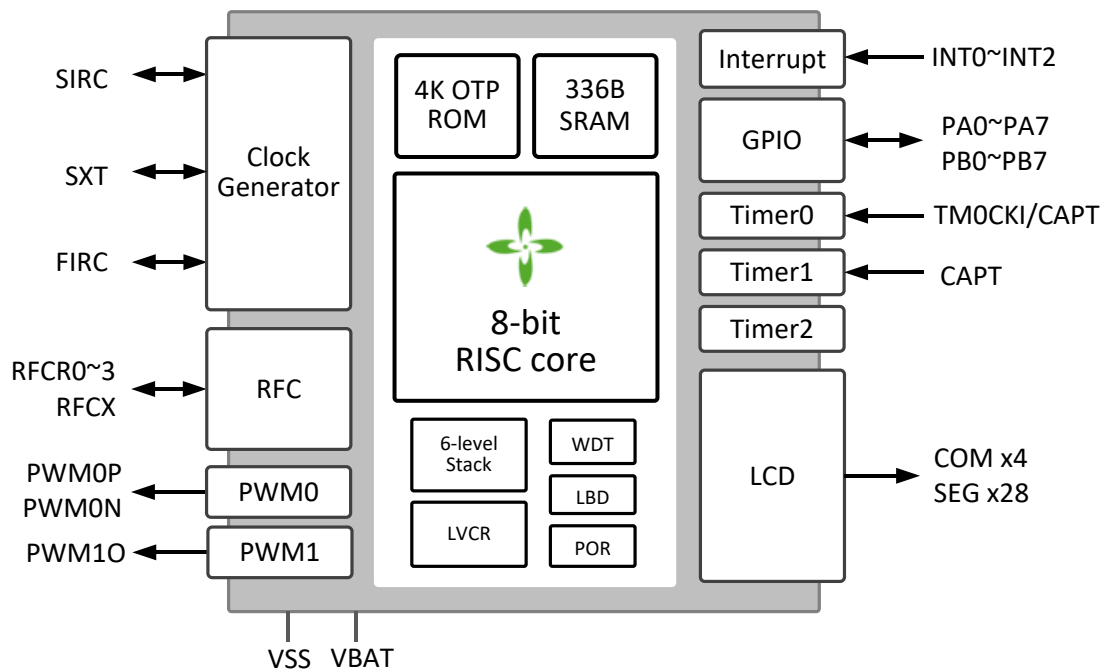 SIRC
SXT
FIRC
RFCR0~3
RFCX
PWM0P
PWM0N
PWM1O
Clock
Generator
RFC
PWM0
PWM1
4K OTP
ROM
336B
SRAM
8-bit
RISC core
6-level
Stack
LVCR
WDT
LBD
POR
Interrupt
GPIO
Timer0
Timer1
Timer2
LCD
INT0~INT2
PA0~PA7
PB0~PB7
TM0CKI/CAPT
CAPT
COM x4
SEG x28
VSS
VBAT